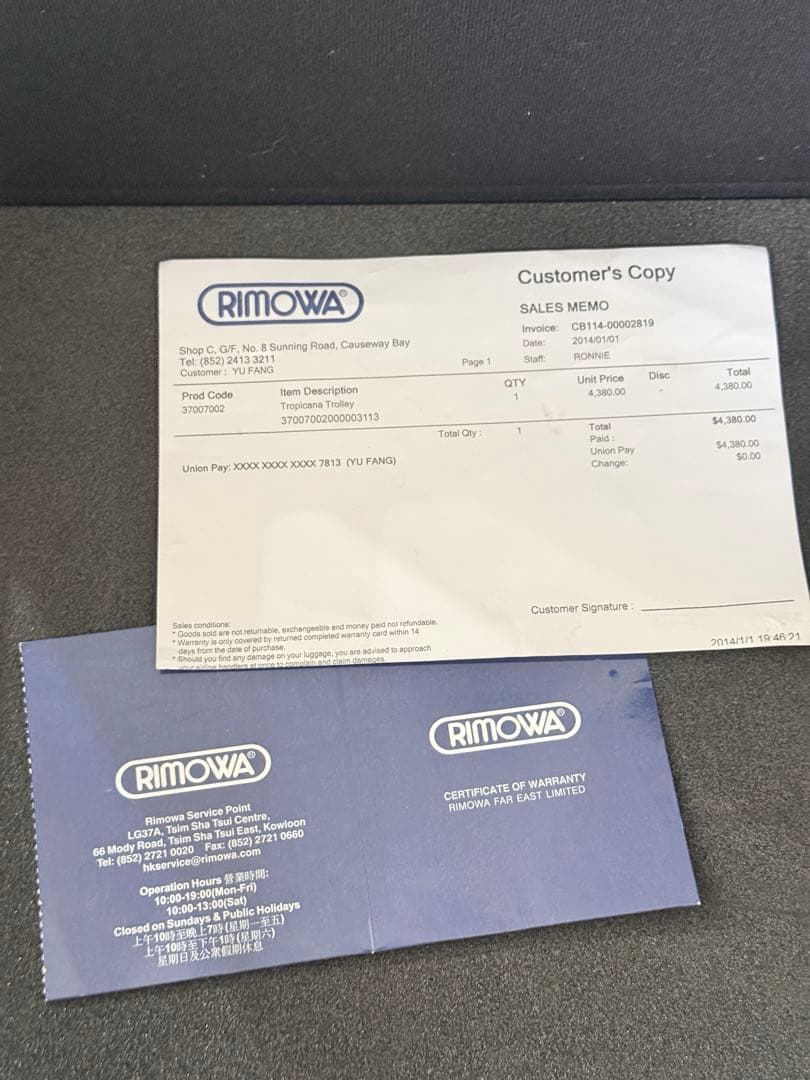 RIMOWA®
Customer's Copy
SALES MEMO
Invoice: CB114-00002819
Date: 2014/01/01
Staff: RONNIE
Shop C, G/F, No. 8 Sunning Road, Causeway Bay
Tel: (852) 2413 3211
Customer : YU FANG
Page 1
Prod Code Item Description QTY Unit Price Disc Total
37007002 Tropicana Trolley 1 4,380.00 - 4,380.00
37007002000003113
Total Qty : 1 Total $4,380.00
Paid :
Union Pay $4,380.00
Change: $0.00
Union Pay: XXXX XXXX XXXX 7813 (YU FANG)
Customer Signature :
2014/1/1 19:46:21
Sales conditions:
* Goods sold are not returnable, exchangeable and money paid not refundable.
* Warranty is only covered by returned completed warranty card within 14
days from the date of purchase.
* Should you find any damage on your luggage, you are advised to approach
your airline handlers at once to complain and claim damages.
RIMOWA®
Rimowa Service Point
LG37A, Tsim Sha Tsui Centre,
66 Mody Road, Tsim Sha Tsui East, Kowloon
Tel: (852) 2721 0020 Fax: (852) 2721 0660
hkservice@rimowa.com
Operation Hours 營業時間:
10:00-19:00(Mon-Fri)
10:00-13:00(Sat)
Closed on Sundays & Public Holidays
上午10時至晚上7時 (星期一至五)
上午10時至下午1時 (星期六)
星期日及公眾假期休息
RIMOWA®
CERTIFICATE OF WARRANTY
RIMOWA FAR EAST LIMITED